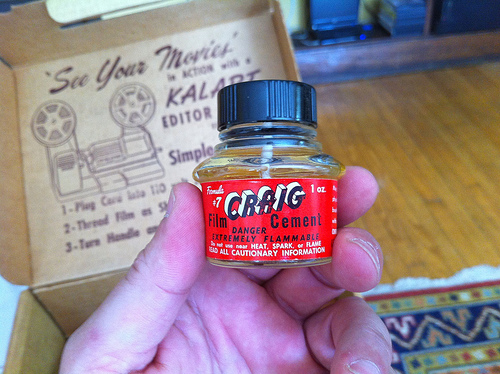 "See Your Movies"
in ACTION with a
KALART
EDITOR
Simple
1 - Plug Cord Into 110
2 - Thread Film as
3 - Turn Handle
Formula
#7
CRAIG
1 oz.
Film Cement
DANGER
EXTREMELY FLAMMABLE
Do not use near HEAT, SPARK, or FLAME
READ ALL CAUTIONARY INFORMATION